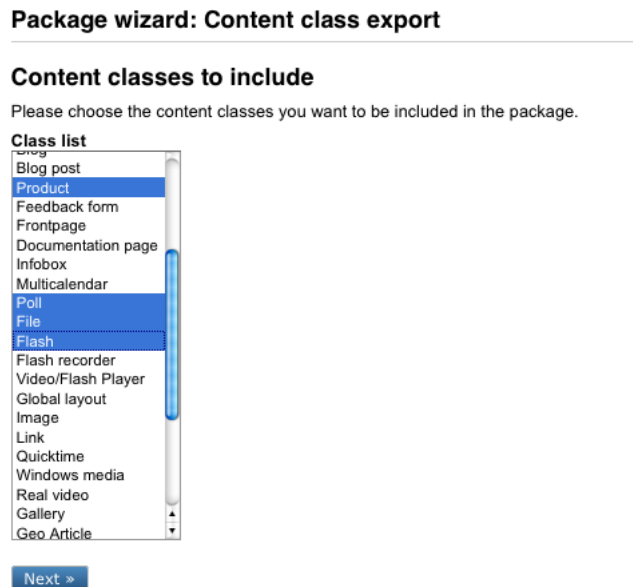 Package wizard: Content class export
Content classes to include
Please choose the content classes you want to be included in the package.
Class list
Blog
Blog post
Product
Feedback form
Frontpage
Documentation page
Infobox
Multicalendar
Poll
File
Flash
Flash recorder
Video/Flash Player
Global layout
Image
Link
Quicktime
Windows media
Real video
Gallery
Geo Article
Next »